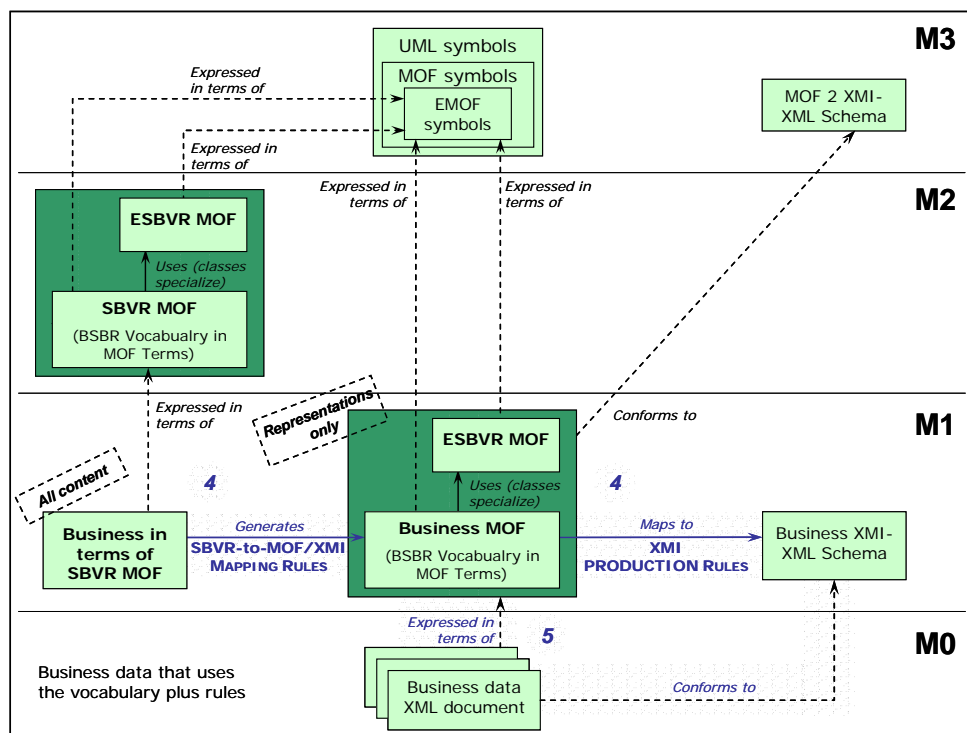 M3
UML symbols
MOF symbols
EMOF
symbols
Expressed
in terms of
MOF 2 XMI-
XML Schema
Expressed in
terms of
Expressed in
terms of
Expressed in
terms of
M2
ESBVR MOF
Uses (classes
specialize)
SBVR MOF
(BSBR Vocabualry in
MOF Terms)
Expressed in
terms of
Representations
only
Conforms to
M1
ESBVR MOF
All content
4
Uses (classes
specialize)
4
Business in
terms of
SBVR MOF
Generates
SBVR-TO-MOF/XMI
MAPPING RULES
Business MOF
(BSBR Vocabualry in
MOF Terms)
Maps to
XMI
PRODUCTION RULES
Business XMI-
XML Schema
Expressed in
terms of
5
M0
Business data that uses
the vocabulary plus rules
Business data
XML document
Conforms to